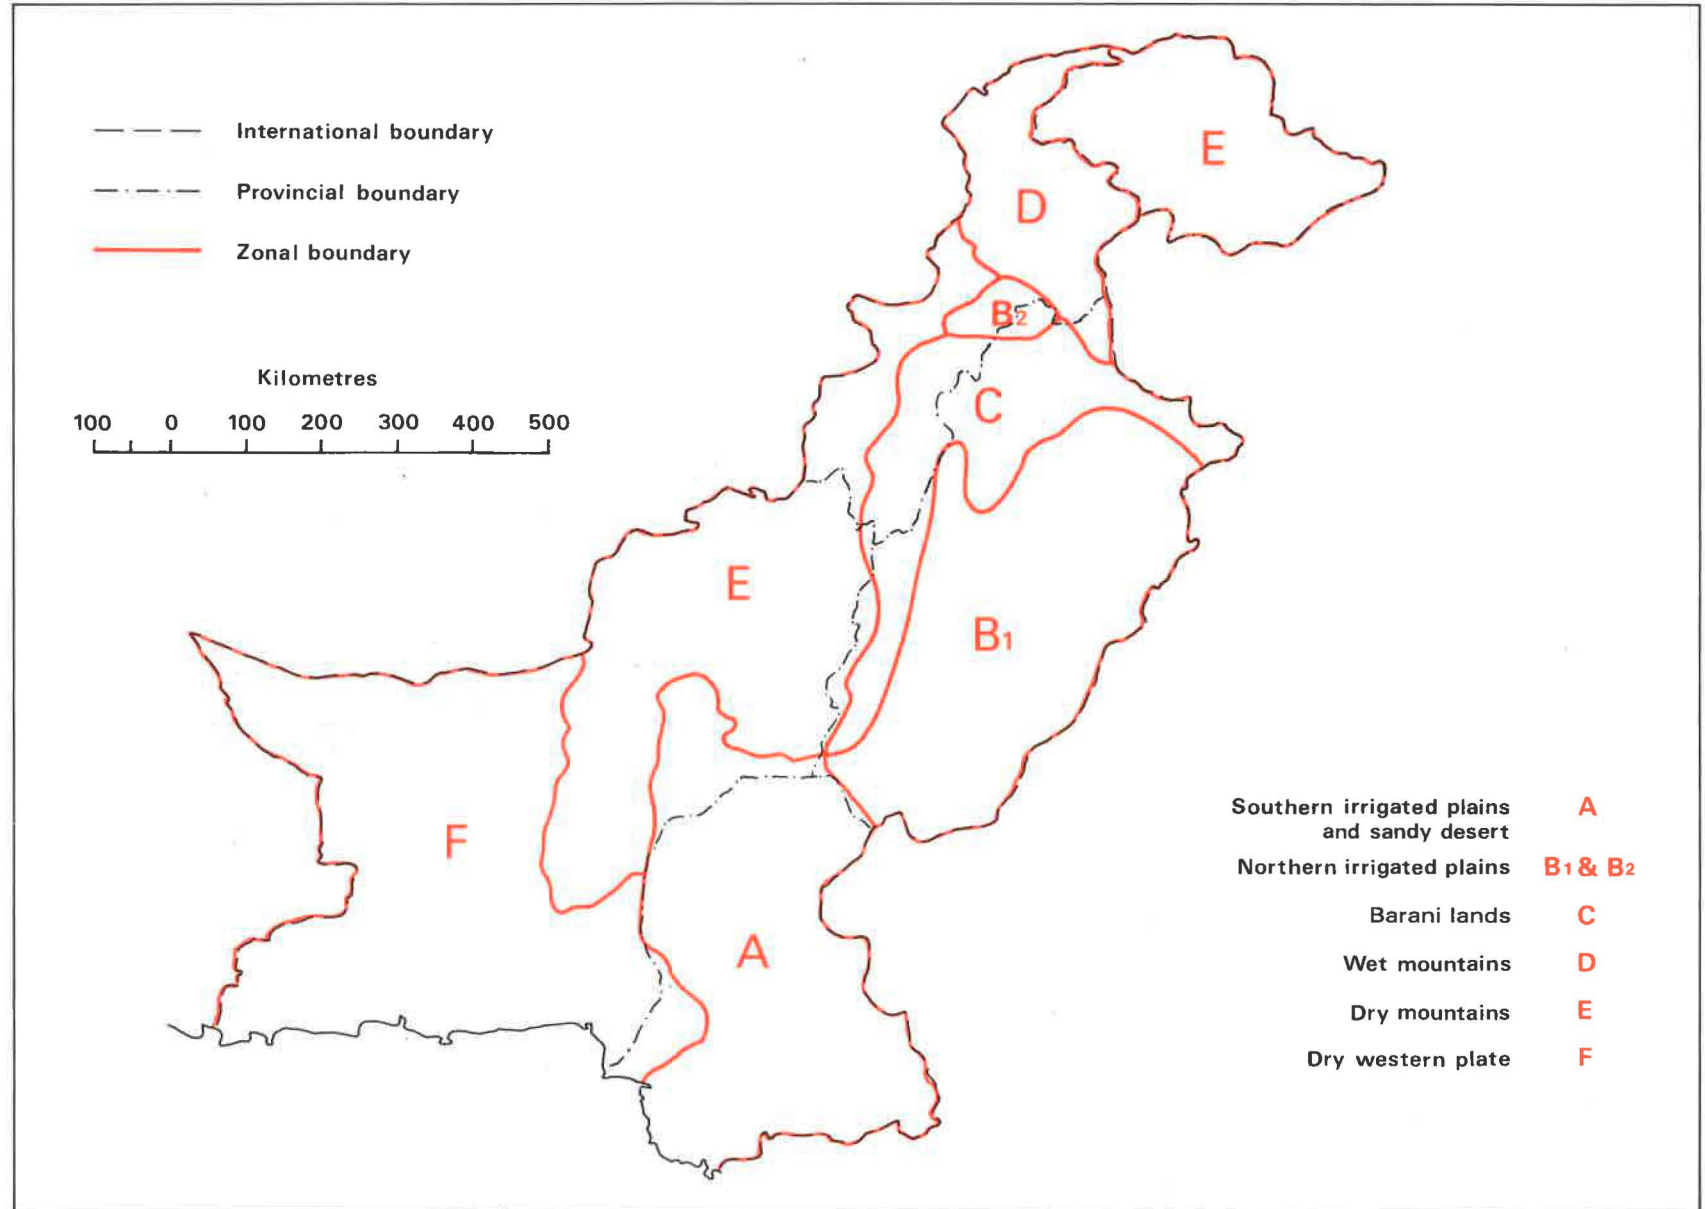 International boundary
Provincial boundary
Zonal boundary
Kilometres
100 0 100 200 300 400 500
E
D
B2
C
E
B1
F
A
Southern irrigated plains A
and sandy desert
Northern irrigated plains B1 & B2
Barani lands C
Wet mountains D
Dry mountains E
Dry western plate F